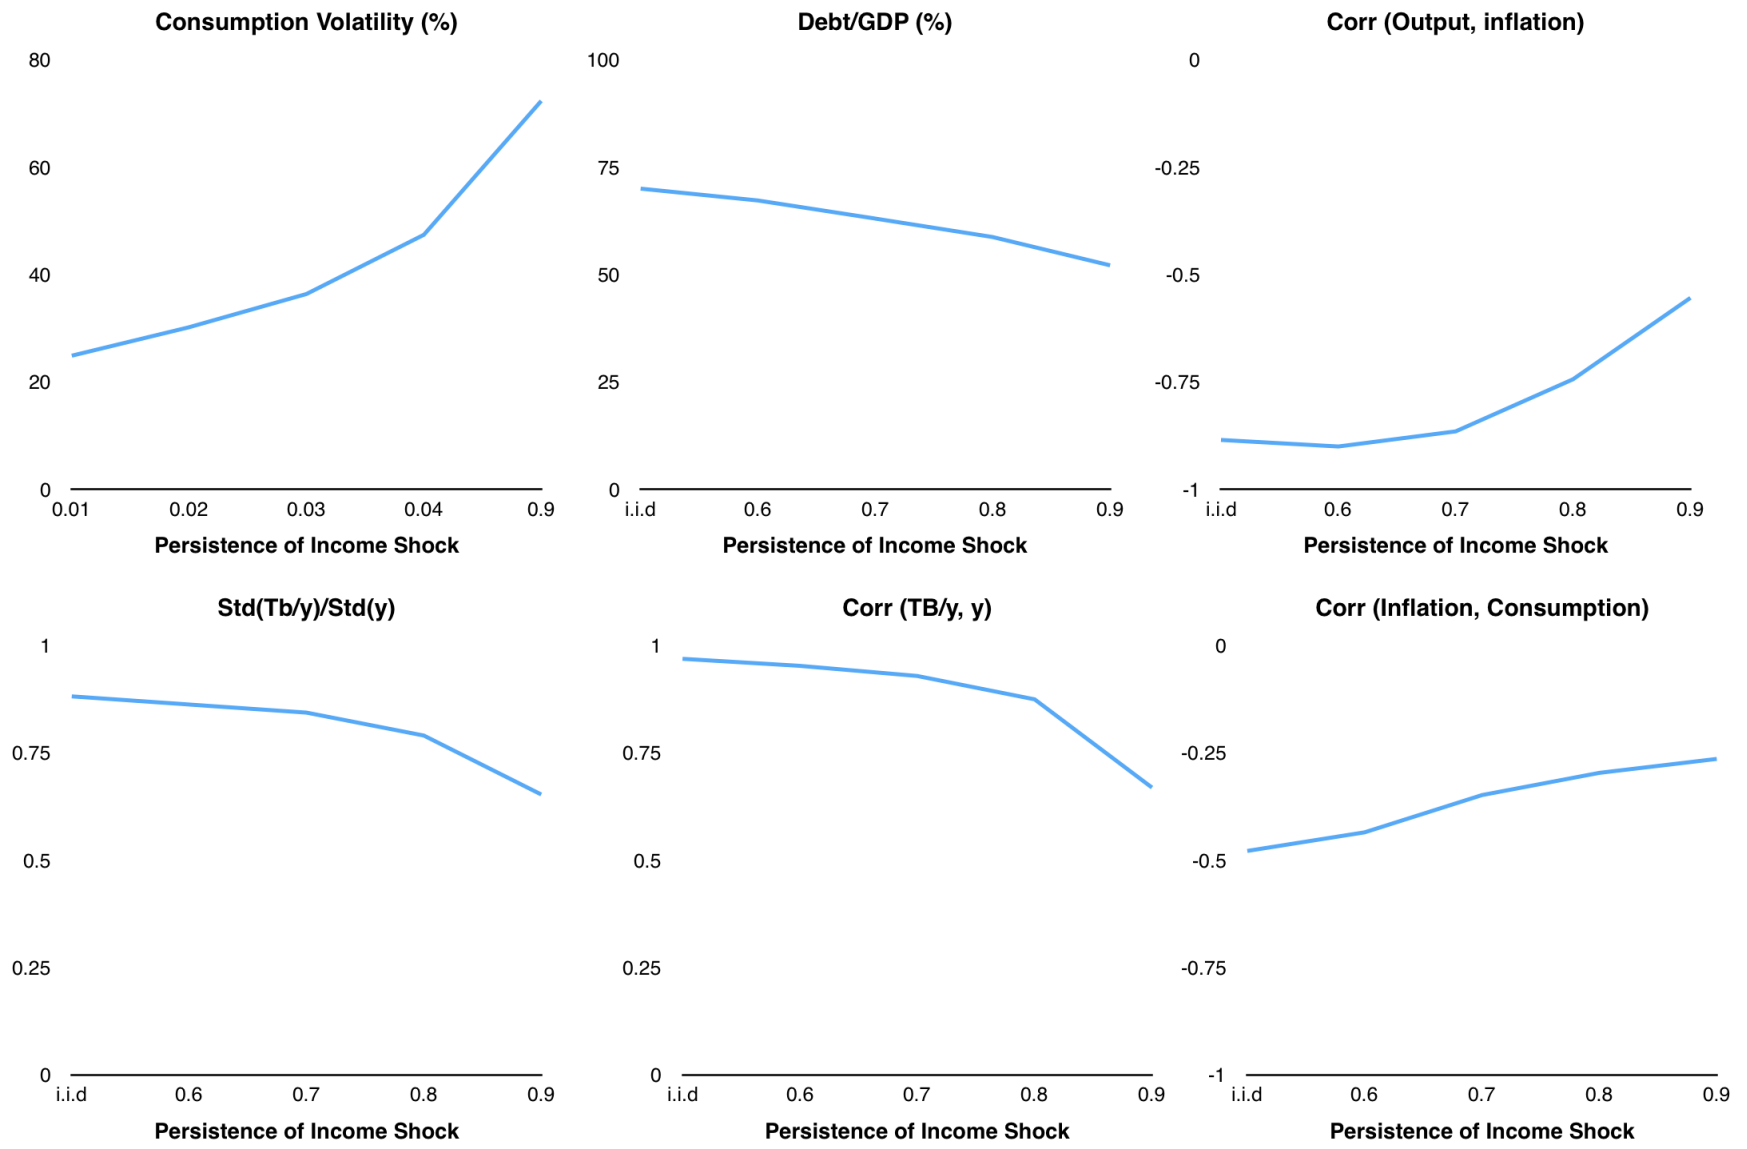 Consumption Volatility (%)
80
60
40
20
0
0.01 0.02 0.03 0.04 0.9
Persistence of Income Shock
Debt/GDP (%)
100
75
50
25
0
i.i.d 0.6 0.7 0.8 0.9
Persistence of Income Shock
Corr (Output, inflation)
0
-0.25
-0.5
-0.75
-1
i.i.d 0.6 0.7 0.8 0.9
Persistence of Income Shock
Std(Tb/y)/Std(y)
1
0.75
0.5
0.25
0
i.i.d 0.6 0.7 0.8 0.9
Persistence of Income Shock
Corr (TB/y, y)
1
0.75
0.5
0.25
0
i.i.d 0.6 0.7 0.8 0.9
Persistence of Income Shock
Corr (Inflation, Consumption)
0
-0.25
-0.5
-0.75
-1
i.i.d 0.6 0.7 0.8 0.9
Persistence of Income Shock